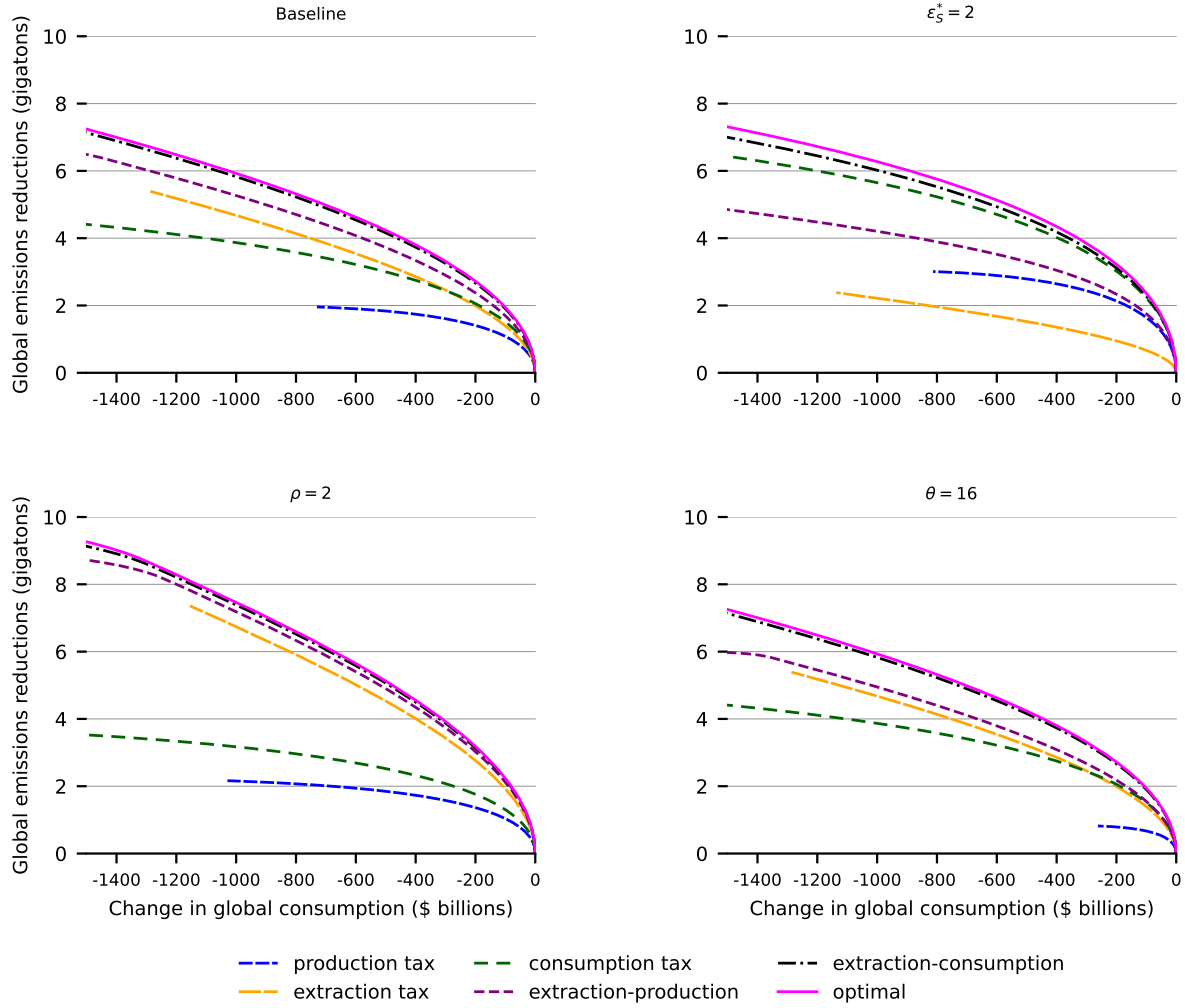 Baseline
ε*S = 2
Global emissions reductions (gigatons)
10
8
6
4
2
0
-1400 -1200 -1000 -800 -600 -400 -200 0
10
8
6
4
2
0
-1400 -1200 -1000 -800 -600 -400 -200 0
ρ = 2
θ = 16
Global emissions reductions (gigatons)
10
8
6
4
2
0
-1400 -1200 -1000 -800 -600 -400 -200 0
Change in global consumption ($ billions)
10
8
6
4
2
0
-1400 -1200 -1000 -800 -600 -400 -200 0
Change in global consumption ($ billions)
production tax
consumption tax
extraction-consumption
extraction tax
extraction-production
optimal